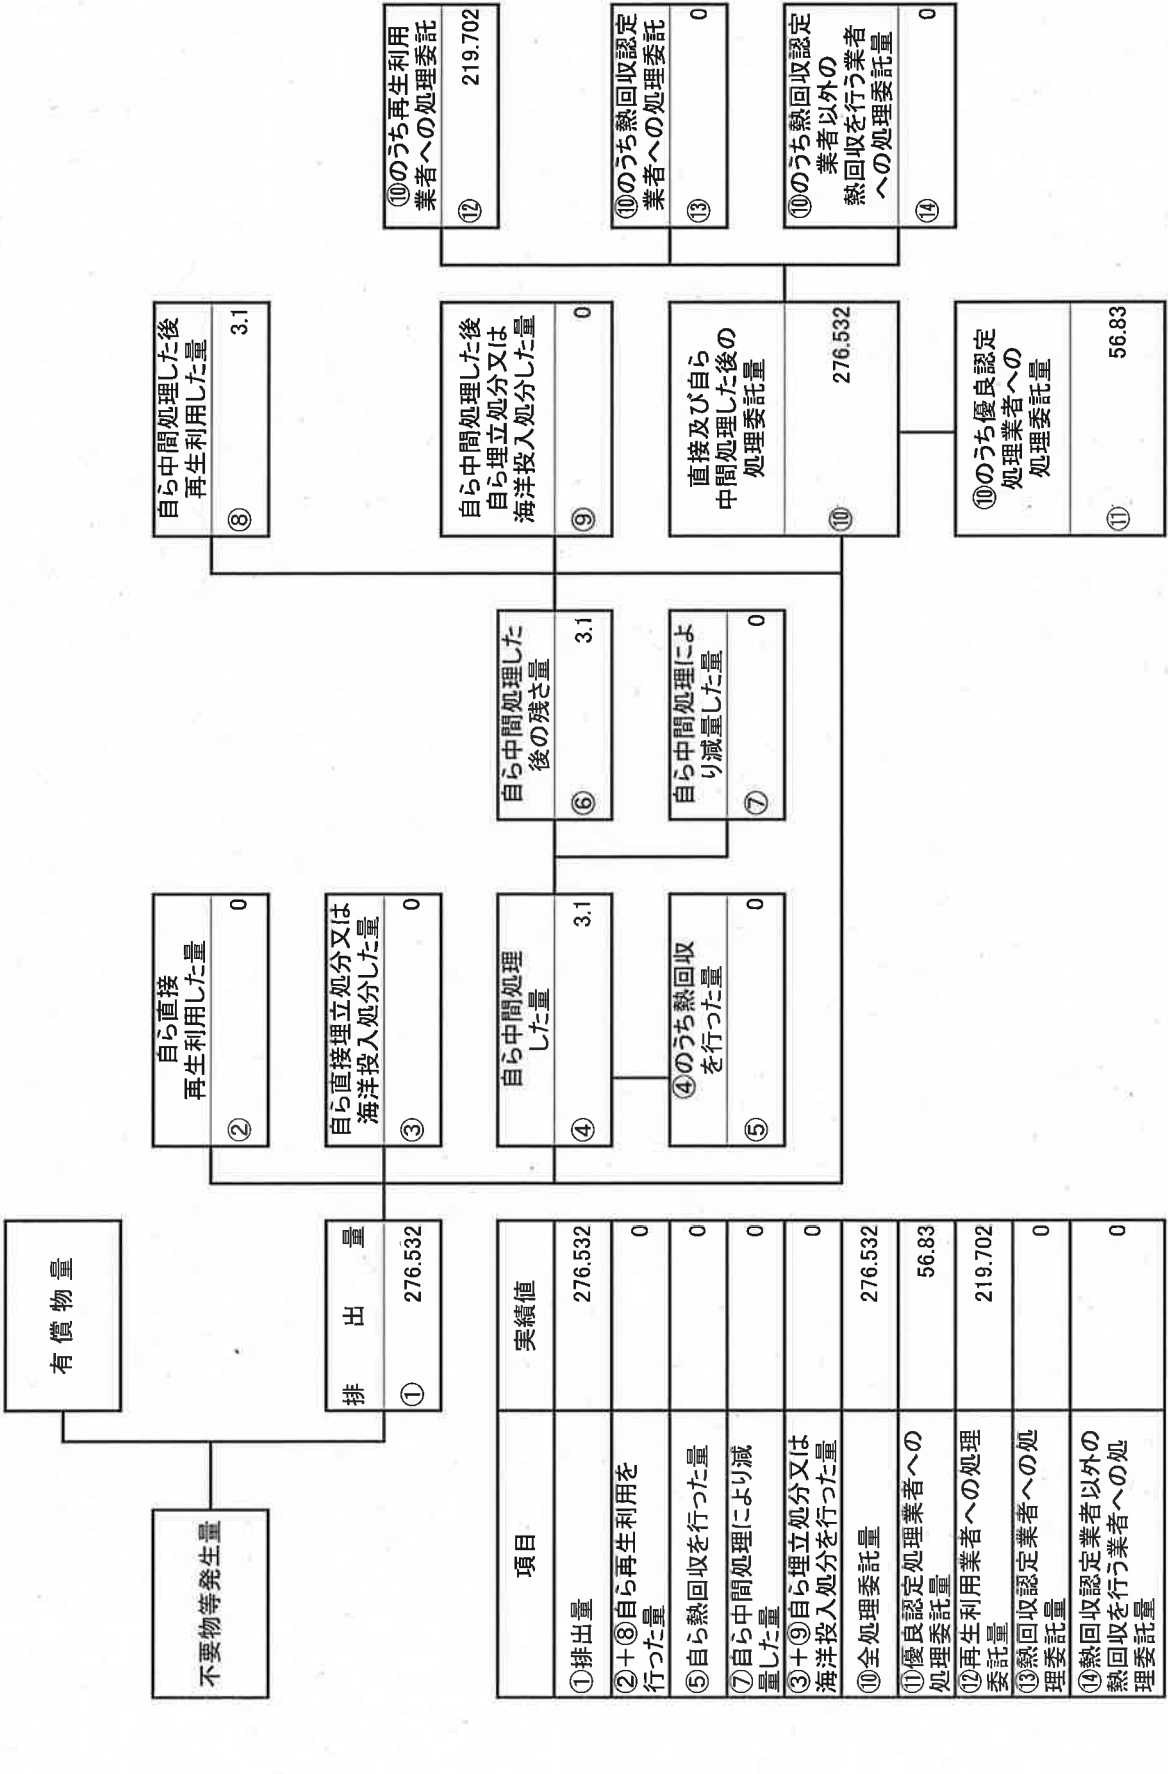 有償物量
不要物等発生量
排出量
① 276.532
自ら直接
再生利用した量
② 0
自ら直接埋立処分又は
海洋投入処分した量
③ 0
自ら中間処理
した量
④ 3.1
④のうち熱回収
を行った量
⑤ 0
自ら中間処理した
後の残さ量
⑥ 3.1
自ら中間処理によ
り減量した量
⑦ 0
自ら中間処理した後
再生利用した量
⑧ 3.1
自ら中間処理した後
自ら埋立処分又は
海洋投入処分した量
⑨ 0
直接及び自ら
中間処理した後の
処理委託量
⑩ 276.532
⑩のうち優良認定
処理業者への
処理委託量
⑪ 56.83
⑩のうち再生利用
業者への処理委託
⑫ 219.702
⑩のうち熱回収認定
業者への処理委託
⑬ 0
⑩のうち熱回収認定
業者以外の
熱回収を行う業者
への処理委託量
⑭ 0
項目 実績値
①排出量 276.532
②+⑧自ら再生利用を
行った量 0
⑤自ら熱回収を行った量 0
⑦自ら中間処理により減
量した量 0
③+⑨自ら埋立処分又は
海洋投入処分を行った量 0
⑩全処理委託量 276.532
⑪優良認定処理業者への
処理委託量 56.83
⑫再生利用業者への処理
委託量 219.702
⑬熱回収認定業者への処
理委託量 0
⑭熱回収認定業者以外の
熱回収を行う業者への処
理委託量 0